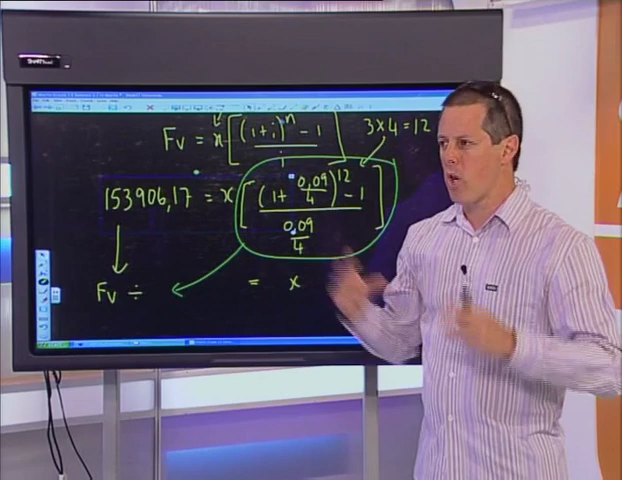 Fv = x [ (1+i)^n - 1 / i ]
3 x 4 = 12
153906,17 = x [ (1+ 0,09/4)^12 - 1 / 0,09/4 ]
Fv ÷ = x